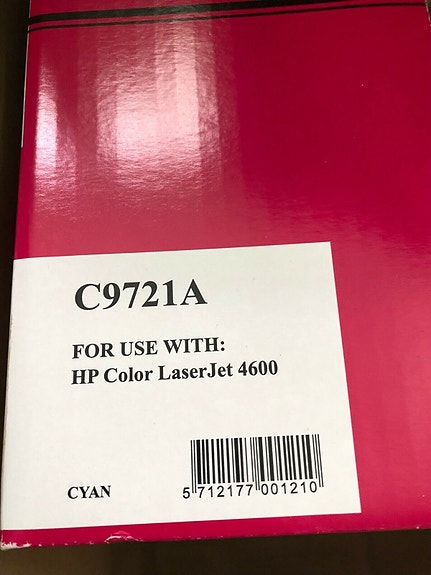 C9721A
FOR USE WITH:
HP Color LaserJet 4600
CYAN
5 712177 001210